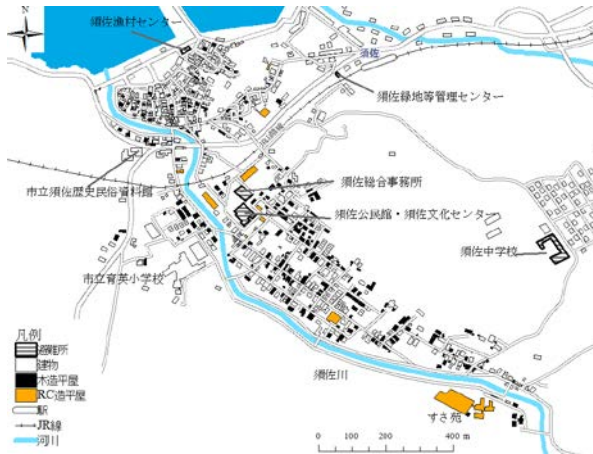 須佐漁村センター
須佐
須佐緑地等管理センター
市立須佐歴史民俗資料館
須佐総合事務所
須佐公民館・須佐文化センター
須佐中学校
市立育英小学校
凡例
避難所
建物
木造平屋
RC造平屋
駅
JR線
河川
須佐川
すさ苑
0 100 200 400 m